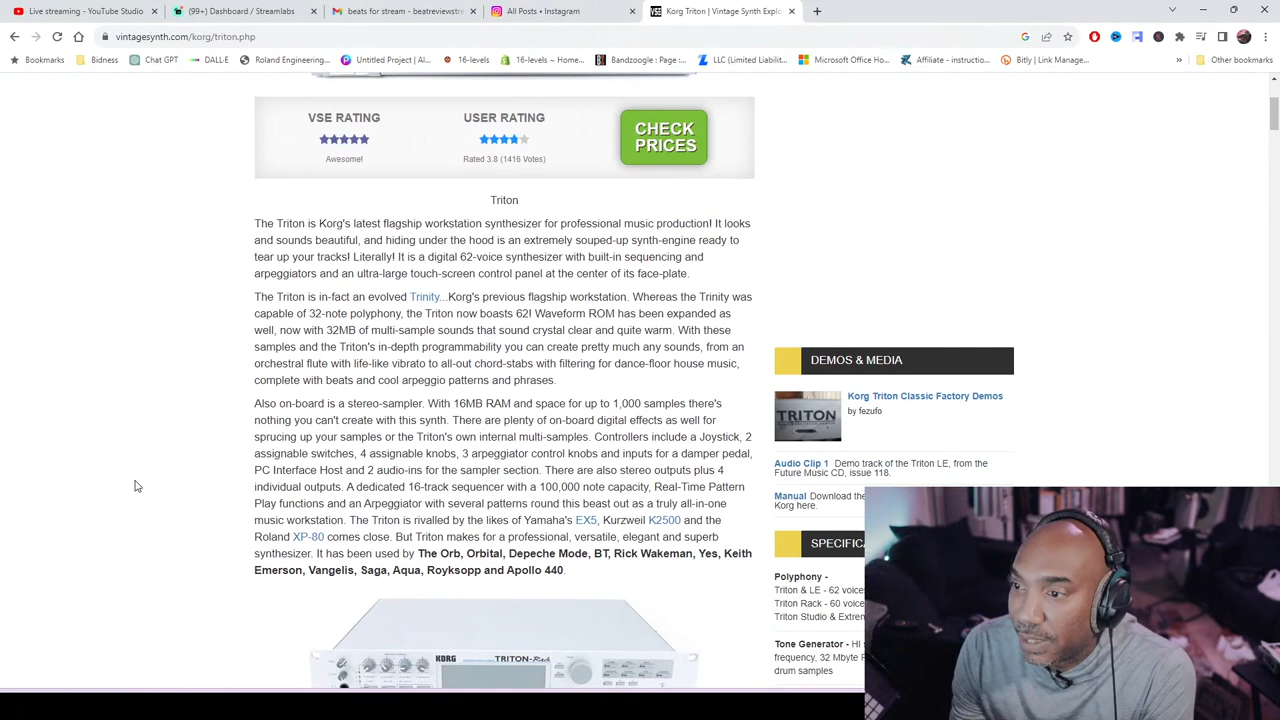 Live streaming - YouTube Studio
(99+) Dashboard / Streamlabs
beats for stream - beatreviewstr
All Posts • Instagram
Korg Triton | Vintage Synth Explo
vintagesynth.com/korg/triton.php
Bookmarks
Bidness
Chat GPT
DALL·E
Roland Engineering...
Untitled Project | Al...
16-levels
16-levels ~ Home...
Bandzoogle : Page :...
LLC (Limited Liabilit...
Microsoft Office Ho...
Affiliate - instructio...
Bitly | Link Manage...
»
Other bookmarks
VSE RATING
USER RATING
CHECK
PRICES
Awesome!
Rated 3.8 (1416 Votes)
Triton
The Triton is Korg's latest flagship workstation synthesizer for professional music production! It looks
and sounds beautiful, and hiding under the hood is an extremely souped-up synth-engine ready to
tear up your tracks! Literally! It is a digital 62-voice synthesizer with built-in sequencing and
arpeggiators and an ultra-large touch-screen control panel at the center of its face-plate.
The Triton is in-fact an evolved Trinity...Korg's previous flagship workstation. Whereas the Trinity was
capable of 32-note polyphony, the Triton now boasts 62! Waveform ROM has been expanded as
well, now with 32MB of multi-sample sounds that sound crystal clear and quite warm. With these
samples and the Triton's in-depth programmability you can create pretty much any sounds, from an
orchestral flute with life-like vibrato to all-out chord-stabs with filtering for dance-floor house music,
complete with beats and cool arpeggio patterns and phrases.
Also on-board is a stereo-sampler. With 16MB RAM and space for up to 1,000 samples there's
nothing you can't create with this synth. There are plenty of on-board digital effects as well for
sprucing up your samples or the Triton's own internal multi-samples. Controllers include a Joystick, 2
assignable switches, 4 assignable knobs, 3 arpeggiator control knobs and inputs for a damper pedal,
PC Interface Host and 2 audio-ins for the sampler section. There are also stereo outputs plus 4
individual outputs. A dedicated 16-track sequencer with a 100,000 note capacity, Real-Time Pattern
Play functions and an Arpeggiator with several patterns round this beast out as a truly all-in-one
music workstation. The Triton is rivalled by the likes of Yamaha's EX5, Kurzweil K2500 and the
Roland XP-80 comes close. But Triton makes for a professional, versatile, elegant and superb
synthesizer. It has been used by The Orb, Orbital, Depeche Mode, BT, Rick Wakeman, Yes, Keith
Emerson, Vangelis, Saga, Aqua, Royksopp and Apollo 440.
KORG
TRITON-Rack
DEMOS & MEDIA
TRITON
Korg Triton Classic Factory Demos
by fezufo
Audio Clip 1 Demo track of the Triton LE, from the
Future Music CD, issue 118.
Manual Download the
Korg here.
SPECIFICA
Polyphony -
Triton & LE - 62 voices
Triton Rack - 60 voice
Triton Studio & Extrem
Tone Generator - HI s
frequency, 32 Mbyte R
drum samples